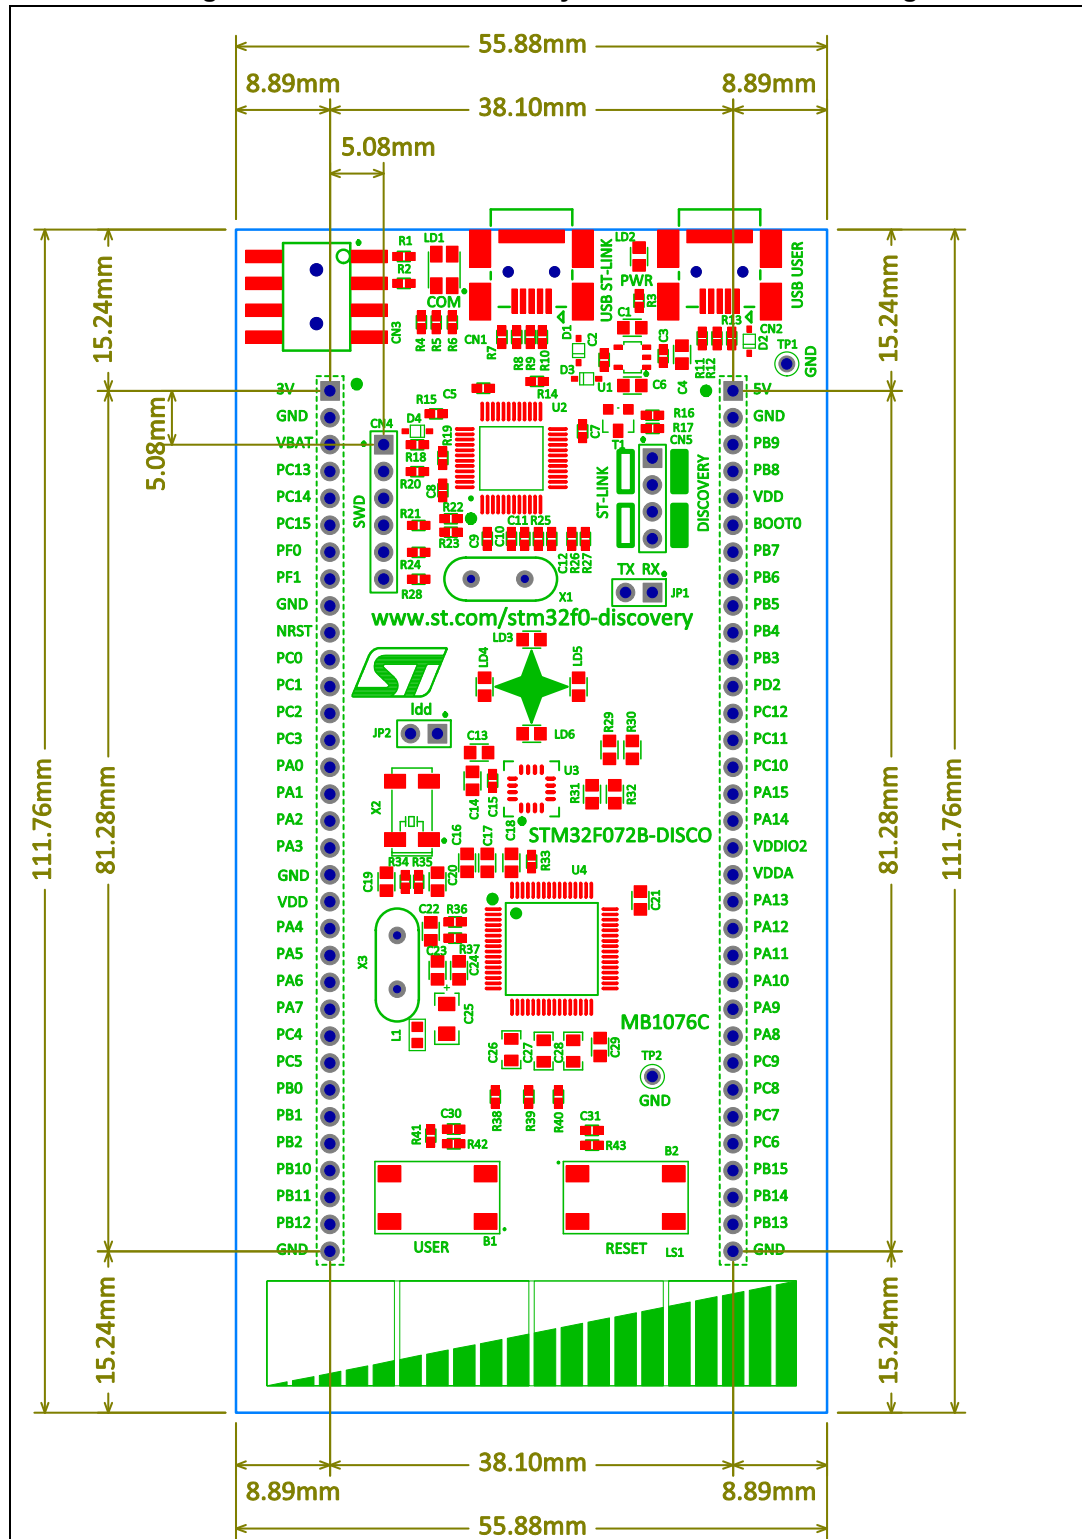 55.88mm
8.89mm
8.89mm
38.10mm
5.08mm
R1
LD1
LD2
R2
USB ST-LINK
USB USER
PWR
COM
R3
CN3
R4
R5
R6
CN1
R7
R8
R9
R10
D1
C2
C1
C3
R11
R12
R13
D2
CN2
TP1
GND
D3
U1
C6
C4
15.24mm
15.24mm
C5
R14
3V
5V
R15
U2
R16
GND
GND
CN4
D4
R19
C7
T1
R17
CN5
VBAT
PB9
5.08mm
R18
PC13
PB8
R20
C8
ST-LINK
DISCOVERY
PC14
VDD
SWD
R21
R22
PC15
BOOT0
R23
C9
C10
C11
R25
C12
R26
R27
PF0
PB7
R24
TX RX
PF1
PB6
R28
X1
JP1
GND
PB5
www.st.com/stm32f0-discovery
NRST
PB4
LD3
PC0
PB3
LD4
LD5
ST
PC1
PD2
Idd
PC2
PC12
JP2
LD6
R29
R30
PC3
C13
PC11
PA0
U3
PC10
PA1
X2
C14
C15
R31
R32
PA15
PA2
STM32F072B-DISCO
PA14
C16
C17
C18
PA3
VDDIO2
111.76mm
81.28mm
81.28mm
111.76mm
R34
R35
R33
U4
GND
C19
C20
VDDA
VDD
C21
PA13
C22
R36
PA4
PA12
R37
PA5
C23
C24
PA11
X3
PA6
PA10
PA7
C25
PA9
MB1076C
PC4
L1
PA8
C26
C27
C28
C29
TP2
PC5
PC9
PB0
GND
PC8
R38
R39
R40
PB1
C30
C31
PC7
R41
R42
R43
PB2
PC6
B2
PB10
PB15
PB11
PB14
PB12
PB13
B1
USER
RESET
LS1
GND
GND
15.24mm
15.24mm
38.10mm
8.89mm
8.89mm
55.88mm